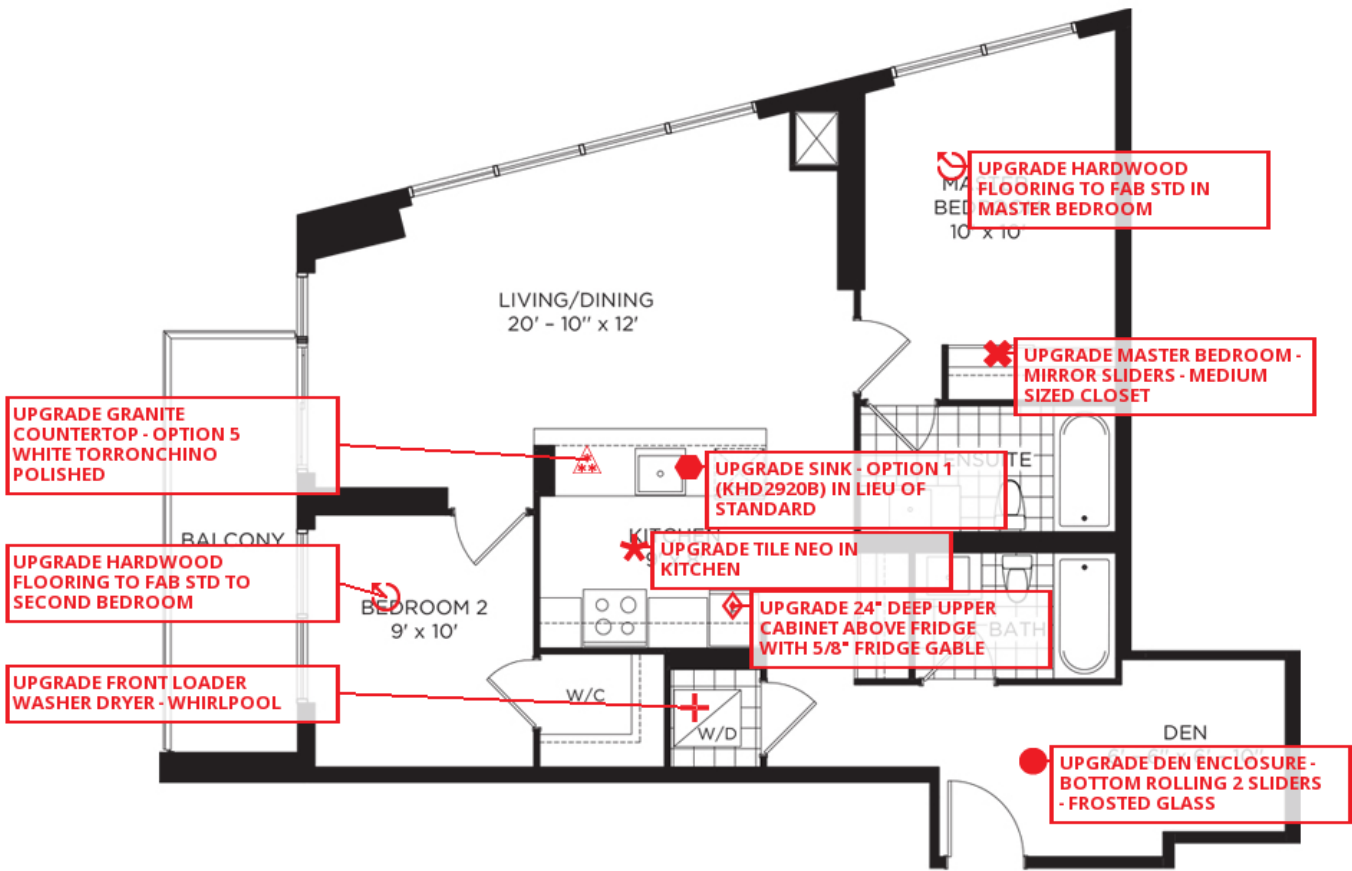 UPGRADE HARDWOOD
FLOORING TO FAB STD IN
MASTER BEDROOM
10' x 10'
LIVING/DINING
20' - 10" x 12'
UPGRADE MASTER BEDROOM -
MIRROR SLIDERS - MEDIUM
SIZED CLOSET
UPGRADE GRANITE
COUNTERTOP - OPTION 5
WHITE TORRONCHINO
POLISHED
ENSUITE
UPGRADE SINK - OPTION 1
(KHD2920B) IN LIEU OF
STANDARD
BALCONY
KITCHEN
UPGRADE TILE NEO IN
KITCHEN
UPGRADE HARDWOOD
FLOORING TO FAB STD TO
SECOND BEDROOM
BEDROOM 2
9' x 10'
UPGRADE 24" DEEP UPPER
CABINET ABOVE FRIDGE
WITH 5/8" FRIDGE GABLE
BATH
UPGRADE FRONT LOADER
WASHER DRYER - WHIRLPOOL
W/C
W/D
DEN
UPGRADE DEN ENCLOSURE -
BOTTOM ROLLING 2 SLIDERS
- FROSTED GLASS